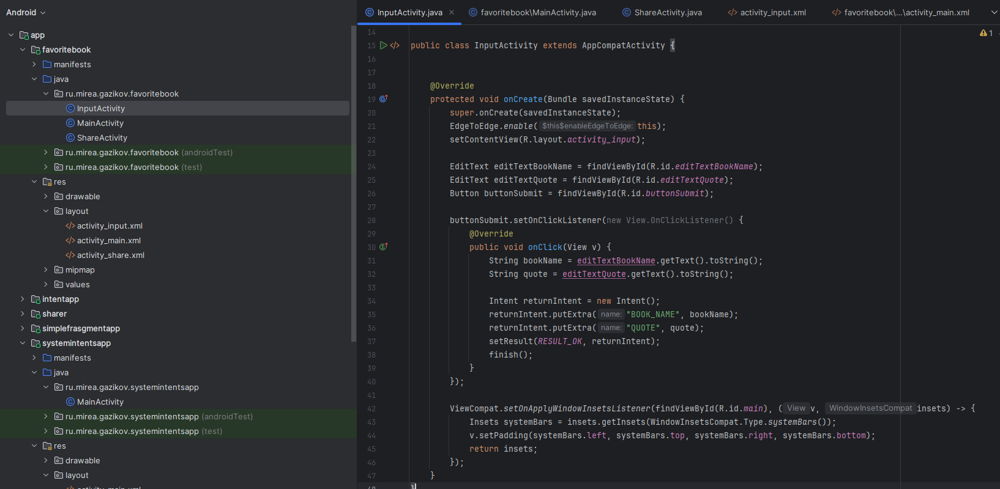 Android
app
favoritebook
manifests
java
ru.mirea.gazikov.favoritebook
InputActivity
MainActivity
ShareActivity
ru.mirea.gazikov.favoritebook (androidTest)
ru.mirea.gazikov.favoritebook (test)
res
drawable
layout
activity_input.xml
activity_main.xml
activity_share.xml
mipmap
values
intentapp
sharer
simplefrasgmentapp
systemintentsapp
manifests
java
ru.mirea.gazikov.systemintentsapp
MainActivity
ru.mirea.gazikov.systemintentsapp (androidTest)
ru.mirea.gazikov.systemintentsapp (test)
res
drawable
layout
activity_main.xml
InputActivity.java favoritebook\MainActivity.java ShareActivity.java activity_input.xml favoritebook\...\activity_main.xml
1
14
15 public class InputActivity extends AppCompatActivity {
16
17
18 @Override
19 protected void onCreate(Bundle savedInstanceState) {
20 super.onCreate(savedInstanceState);
21 EdgeToEdge.enable( $this$enableEdgeToEdge: this);
22 setContentView(R.layout.activity_input);
23
24 EditText editTextBookName = findViewById(R.id.editTextBookName);
25 EditText editTextQuote = findViewById(R.id.editTextQuote);
26 Button buttonSubmit = findViewById(R.id.buttonSubmit);
27
28 buttonSubmit.setOnClickListener(new View.OnClickListener() {
29 @Override
30 public void onClick(View v) {
31 String bookName = editTextBookName.getText().toString();
32 String quote = editTextQuote.getText().toString();
33
34 Intent returnIntent = new Intent();
35 returnIntent.putExtra( name: "BOOK_NAME", bookName);
36 returnIntent.putExtra( name: "QUOTE", quote);
37 setResult(RESULT_OK, returnIntent);
38 finish();
39 }
40 });
41
42 ViewCompat.setOnApplyWindowInsetsListener(findViewById(R.id.main), ( View v, WindowInsetsCompat insets) -> {
43 Insets systemBars = insets.getInsets(WindowInsetsCompat.Type.systemBars());
44 v.setPadding(systemBars.left, systemBars.top, systemBars.right, systemBars.bottom);
45 return insets;
46 });
47 }
48 }